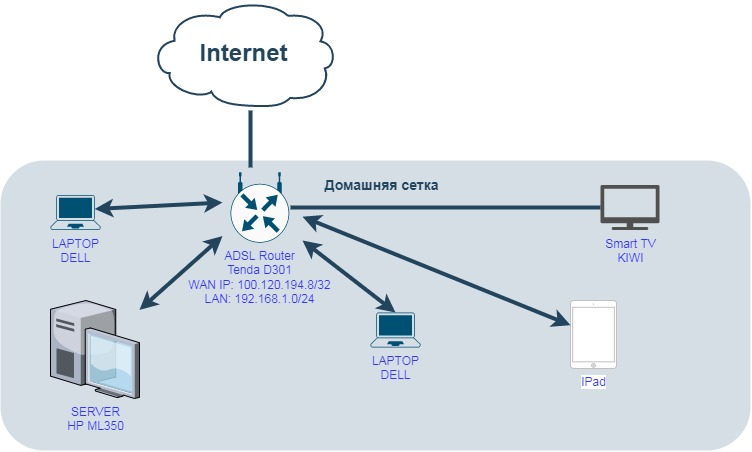 Internet
Домашняя сетка
LAPTOP
DELL
ADSL Router
Tenda D301
WAN IP: 100.120.194.8/32
LAN: 192.168.1.0/24
Smart TV
KIWI
LAPTOP
DELL
IPad
SERVER
HP ML350